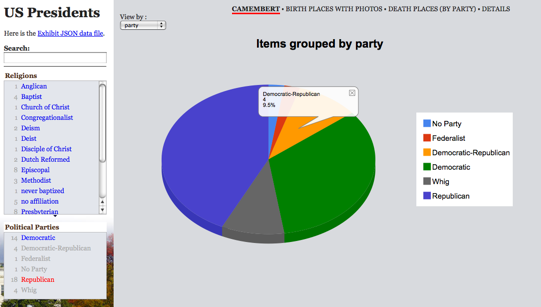 US Presidents
Here is the Exhibit JSON data file.
Search:
Religions
1 Anglican
4 Baptist
1 Church of Christ
1 Congregationalist
2 Deism
1 Deist
1 Disciple of Christ
2 Dutch Reformed
8 Episcopal
3 Methodist
1 never baptized
5 no affiliation
8 Presbyterian
Political Parties
14 Democratic
4 Democratic-Republican
1 Federalist
1 No Party
18 Republican
4 Whig
CAMEMBERT • BIRTH PLACES WITH PHOTOS • DEATH PLACES (BY PARTY) • DETAILS
View by :
party
Items grouped by party
Democratic-Republican
4
9.5%
No Party
Federalist
Democratic-Republican
Democratic
Whig
Republican